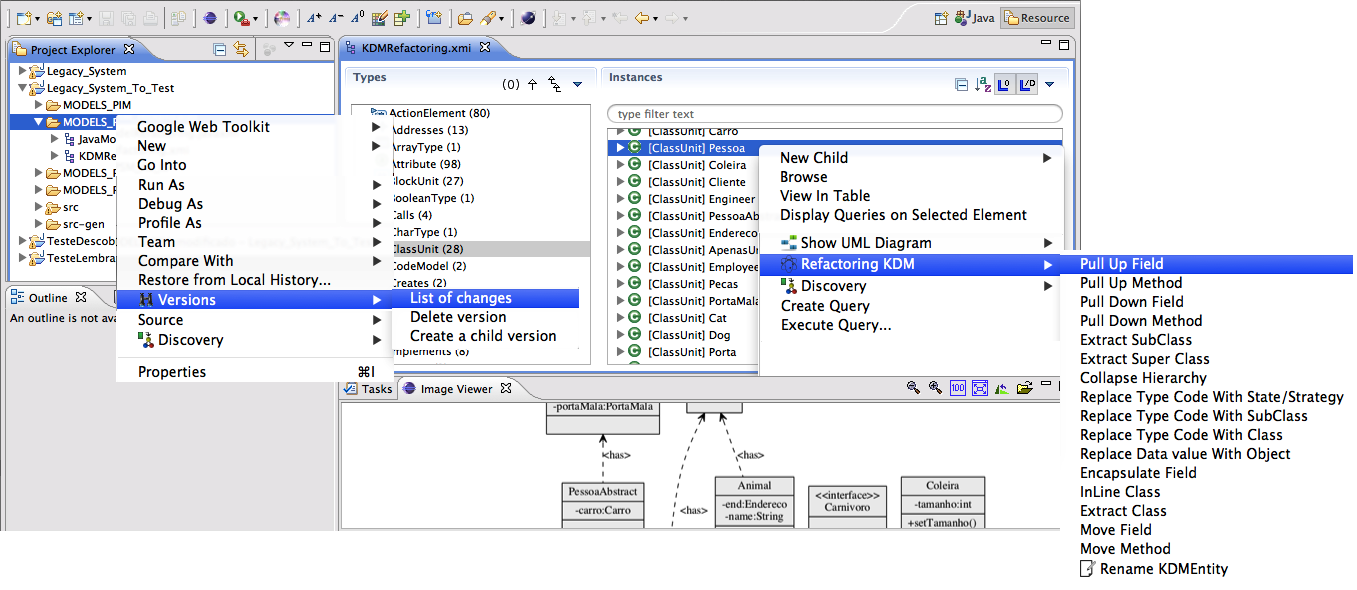 Java
Resource
Project Explorer
Legacy_System
Legacy_System_To_Test
MODELS_PIM
MODELS_P
JavaMo
KDMRe
MODELS_P
MODELS_P
src
src-gen
TesteDescob
TesteLembra
Outline
An outline is not ava
Google Web Toolkit
New
Go Into
Run As
Debug As
Profile As
Team
Compare With
Restore from Local History...
Versions
Source
Discovery
Properties
⌘I
List of changes
Delete version
Create a child version
KDMRefactoring.xmi
Types
(0)
ActionElement (80)
Addresses (13)
ArrayType (1)
Attribute (98)
BlockUnit (27)
BooleanType (1)
Calls (4)
CharType (1)
ClassUnit (28)
CodeModel (2)
Creates (2)
Implements (8)
Instances
type filter text
[ClassUnit] Carro
[ClassUnit] Pessoa
[ClassUnit] Coleira
[ClassUnit] Cliente
[ClassUnit] Engineer
[ClassUnit] PessoaAb
[ClassUnit] Endereco
[ClassUnit] ApenasUn
[ClassUnit] Employee
[ClassUnit] Pecas
[ClassUnit] PortaMala
[ClassUnit] Cat
[ClassUnit] Dog
[ClassUnit] Porta
New Child
Browse
View In Table
Display Queries on Selected Element
Show UML Diagram
Refactoring KDM
Discovery
Create Query
Execute Query...
Pull Up Field
Pull Up Method
Pull Down Field
Pull Down Method
Extract SubClass
Extract Super Class
Collapse Hierarchy
Replace Type Code With State/Strategy
Replace Type Code With SubClass
Replace Type Code With Class
Replace Data value With Object
Encapsulate Field
InLine Class
Extract Class
Move Field
Move Method
Rename KDMEntity
Tasks
Image Viewer
100
-portaMala:PortaMala
<has>
<has>
<has>
PessoaAbstract
-carro:Carro
Animal
-end:Endereco
-name:String
<<interface>>
Carnivoro
Coleira
-tamanho:int
+setTamanho()